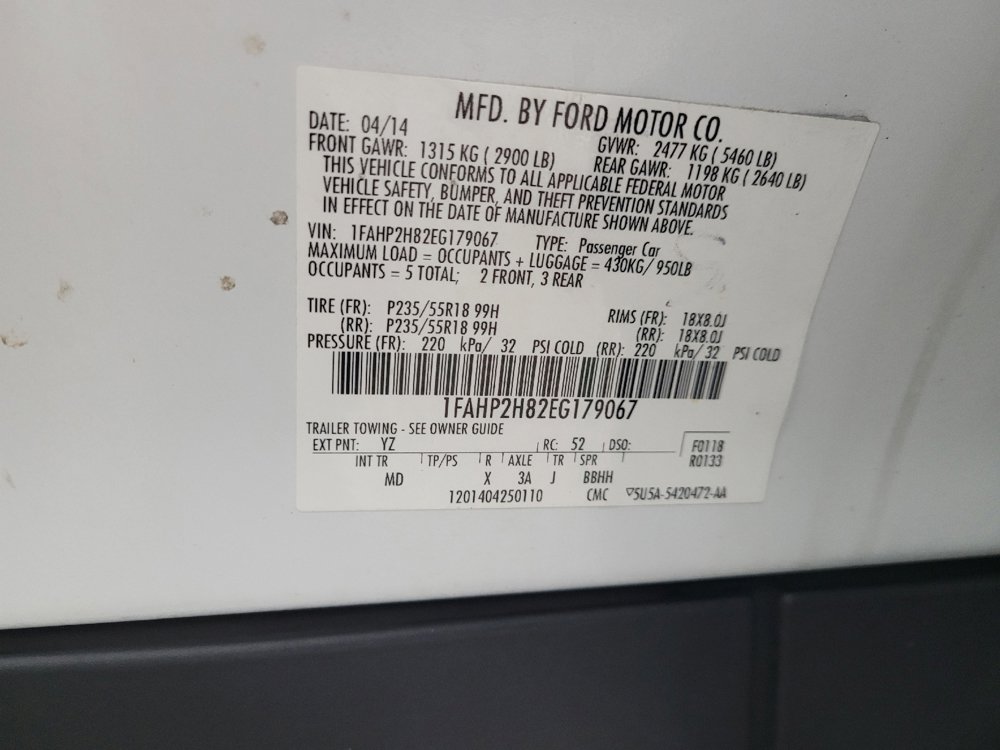 MFD. BY FORD MOTOR CO.
DATE: 04/14 GVWR: 2477 KG ( 5460 LB)
FRONT GAWR: 1315 KG ( 2900 LB) REAR GAWR: 1198 KG ( 2640 LB)
THIS VEHICLE CONFORMS TO ALL APPLICABLE FEDERAL MOTOR
VEHICLE SAFETY, BUMPER, AND THEFT PREVENTION STANDARDS
IN EFFECT ON THE DATE OF MANUFACTURE SHOWN ABOVE.
VIN: 1FAHP2H82EG179067 TYPE: Passenger Car
MAXIMUM LOAD = OCCUPANTS + LUGGAGE = 430KG/ 950LB
OCCUPANTS = 5 TOTAL; 2 FRONT, 3 REAR
TIRE (FR): P235/55R18 99H RIMS (FR): 18X8.0J
(RR): P235/55R18 99H (RR): 18X8.0J
PRESSURE (FR): 220 kPa/ 32 PSI COLD (RR): 220 kPa/ 32 PSI COLD
1FAHP2H82EG179067
TRAILER TOWING - SEE OWNER GUIDE
EXT PNT: YZ RC: 52 DSO: F0118
INT TR TP/PS R AXLE TR SPR R0133
MD X 3A J BBHH
1201404250110 CMC ▽5U5A-5420472-AA